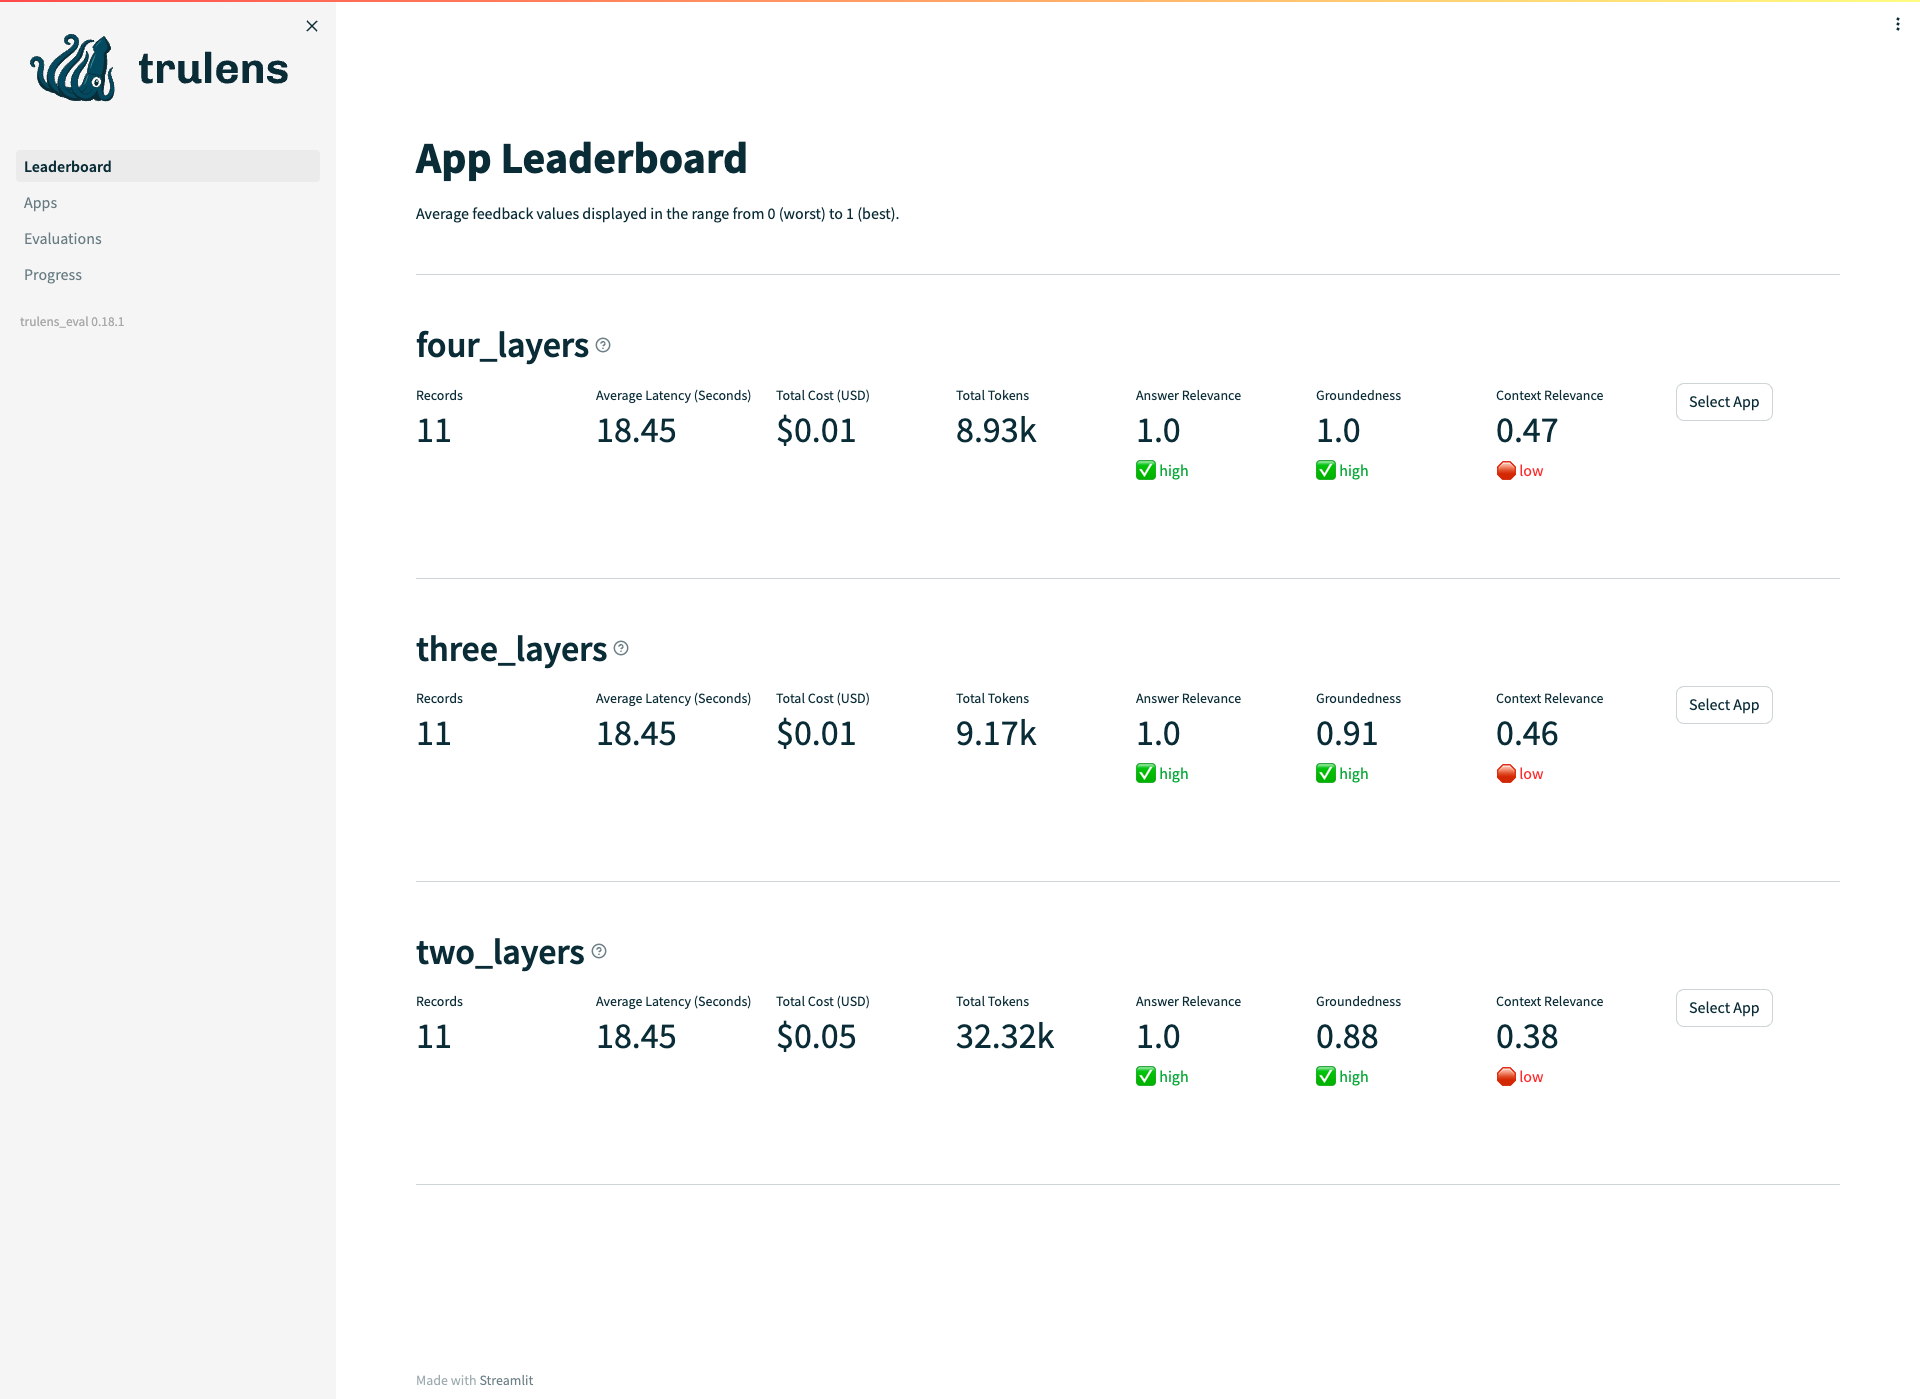 trulens
Leaderboard
Apps
Evaluations
Progress
trulens_eval 0.18.1
App Leaderboard
Average feedback values displayed in the range from 0 (worst) to 1 (best).
four_layers
Records Average Latency (Seconds) Total Cost (USD) Total Tokens Answer Relevance Groundedness Context Relevance Select App
11 18.45 $0.01 8.93k 1.0 1.0 0.47
✅ high ✅ high 🛑 low
three_layers
Records Average Latency (Seconds) Total Cost (USD) Total Tokens Answer Relevance Groundedness Context Relevance Select App
11 18.45 $0.01 9.17k 1.0 0.91 0.46
✅ high ✅ high 🛑 low
two_layers
Records Average Latency (Seconds) Total Cost (USD) Total Tokens Answer Relevance Groundedness Context Relevance Select App
11 18.45 $0.05 32.32k 1.0 0.88 0.38
✅ high ✅ high 🛑 low
Made with Streamlit